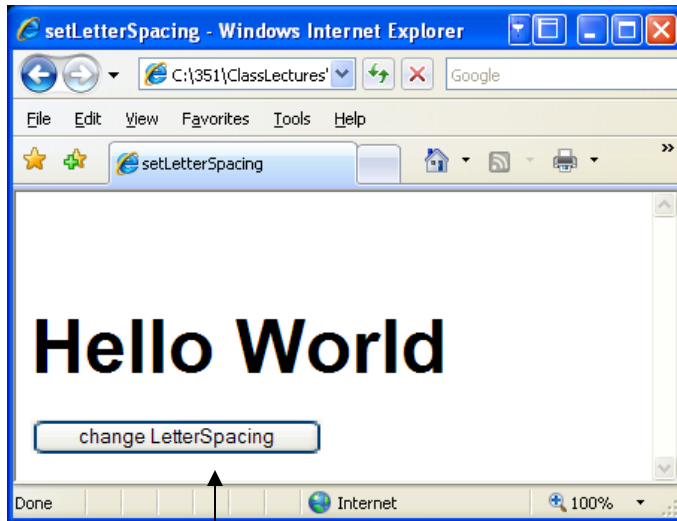 setLetterSpacing - Windows Internet Explorer
C:\351\ClassLectures'
Google
File Edit View Favorites Tools Help
setLetterSpacing
»
Hello World
change LetterSpacing
Done Internet 100%